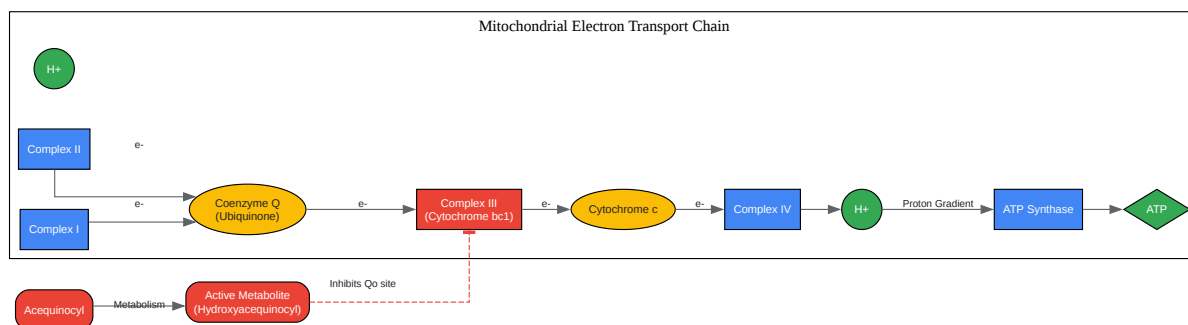 Mitochondrial Electron Transport Chain
H+
Complex II
e-
e-
Complex I
Coenzyme Q
(Ubiquinone)
e-
Complex III
(Cytochrome bc1)
e-
Cytochrome c
e-
Complex IV
H+
Proton Gradient
ATP Synthase
ATP
Acequinocyl
Metabolism
Active Metabolite
(Hydroxyacequinocyl)
Inhibits Qo site